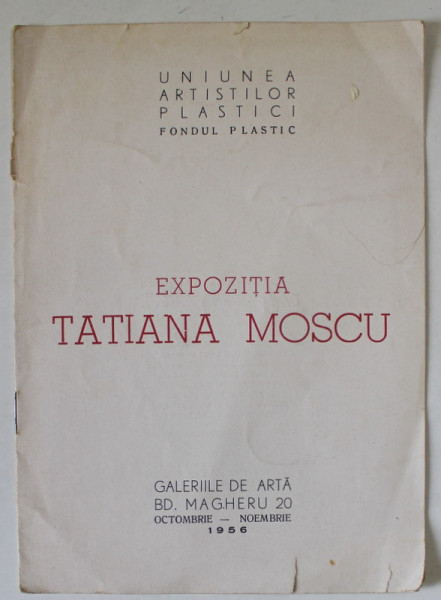 UNIUNEA
ARTISTILOR
PLASTICI
FONDUL PLASTIC
EXPOZIȚIA
TATIANA MOSCU
GALERIILE DE ARTĂ
BD. MAGHERU 20
OCTOMBRIE — NOEMBRIE
1956